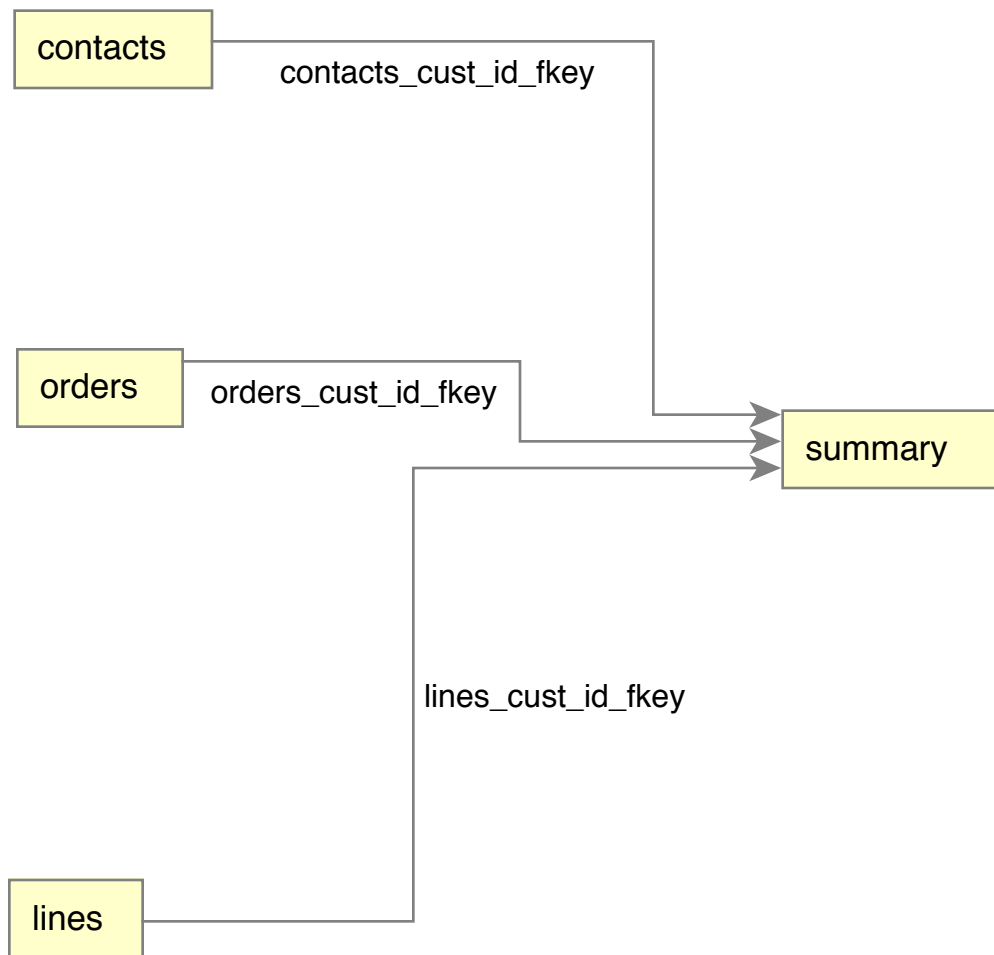 contacts
contacts_cust_id_fkey
orders
orders_cust_id_fkey
summary
lines_cust_id_fkey
lines